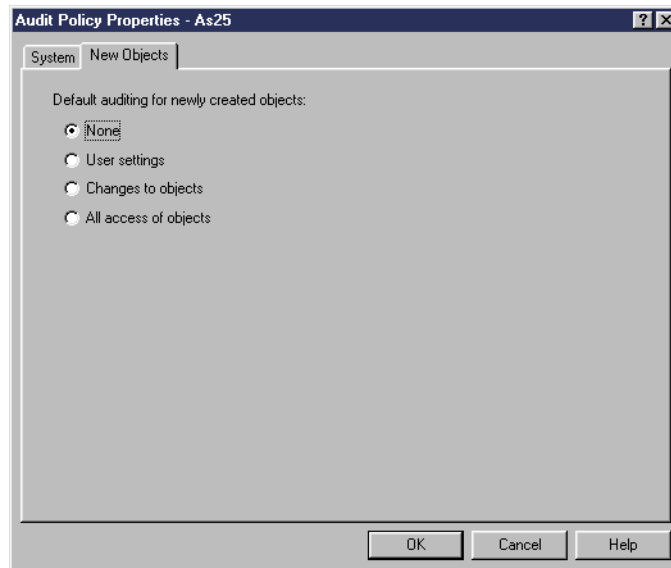 Audit Policy Properties - As25
System New Objects
Default auditing for newly created objects:
None
User settings
Changes to objects
All access of objects
OK Cancel Help